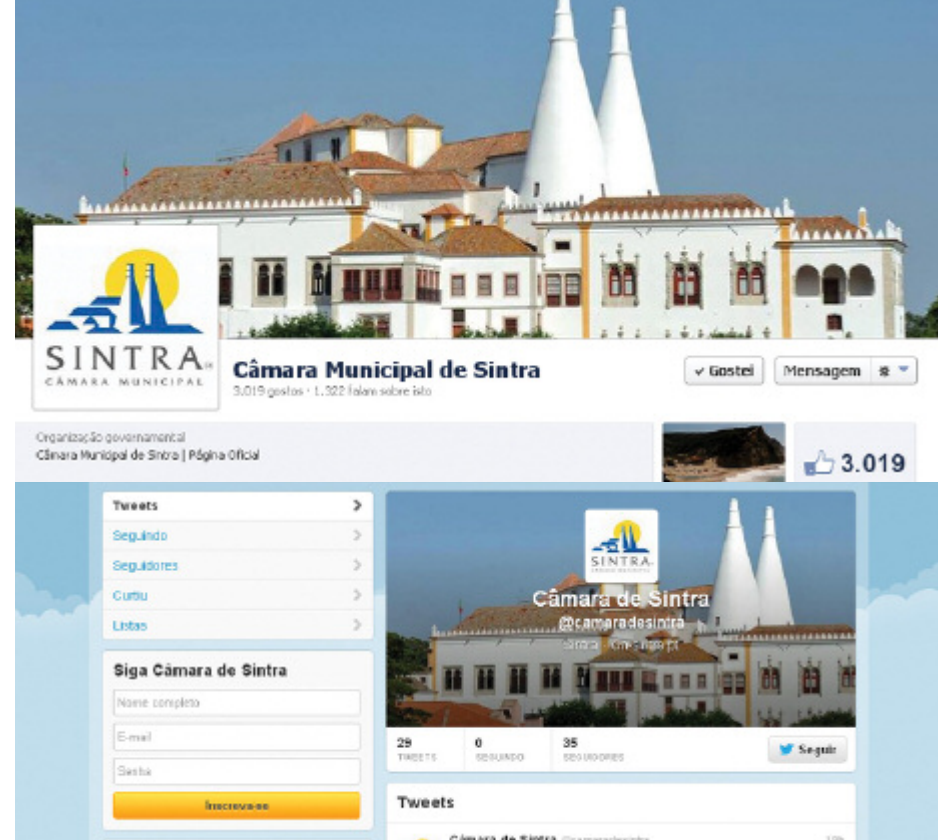 SINTRA
CÂMARA MUNICIPAL
Câmara Municipal de Sintra
3.019 gostos · 1.322 falam sobre isto
✓ Gostei
Mensagem
Organização governamental
Câmara Municipal de Sintra | Página Oficial
3.019
Tweets
Seguindo
Seguidores
Curtiu
Listas
Siga Câmara de Sintra
Nome completo
E-mail
Senha
Inscreva-se
SINTRA
Câmara de Sintra
@camaradesintra
29
TWEETS
0
SEGUINDO
35
SEGUIDORES
Seguir
Tweets
Câmara de Sintra @camaradesintra